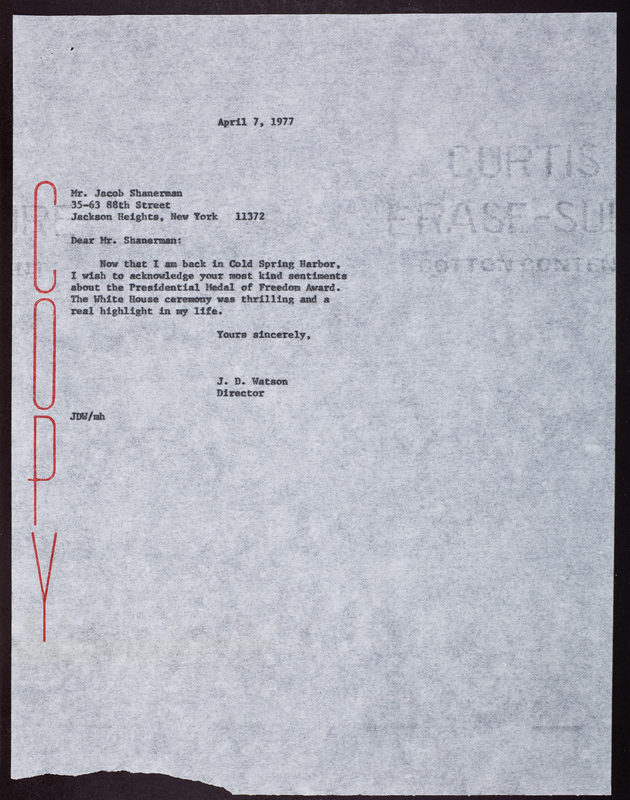 April 7, 1977
CURTIS
ERASE-SU
COTTON CONTEN
COPY
Mr. Jacob Shanerman
35-63 88th Street
Jackson Heights, New York 11372
Dear Mr. Shanerman:
Now that I am back in Cold Spring Harbor,
I wish to acknowledge your most kind sentiments
about the Presidential Medal of Freedom Award.
The White House ceremony was thrilling and a
real highlight in my life.
Yours sincerely,
J. D. Watson
Director
JDW/mh